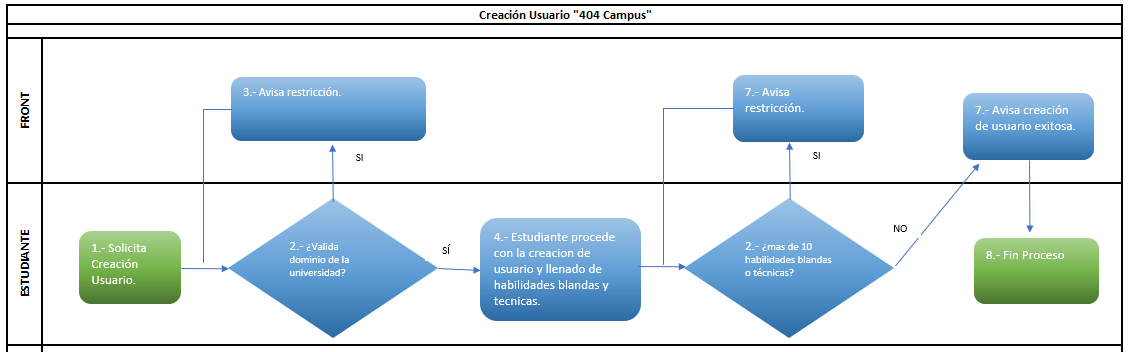 Creación Usuario "404 Campus"
FRONT
3.- Avisa restricción.
SI
7.- Avisa
restricción.
SI
7.- Avisa creación
de usuario exitosa.
ESTUDIANTE
1.- Solicita
Creación
Usuario.
2.- ¿Valida
dominio de la
universidad?
SÍ
4.- Estudiante procede
con la creacion de
usuario y llenado de
habilidades blandas y
tecnicas.
2.- ¿mas de 10
habilidades blandas
o técnicas?
NO
8.- Fin Proceso